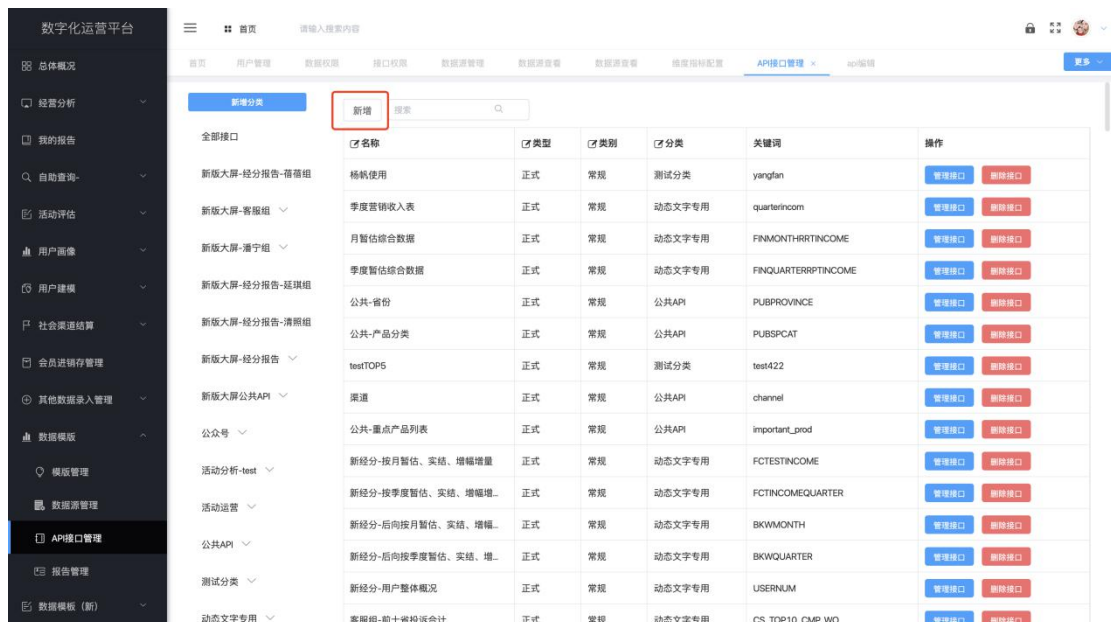 数字化运营平台
首页
请输入搜索内容
首页 用户管理 数据权限 接口权限 数据源管理 数据源查看 数据源查看 维度指标配置 API接口管理 × api编辑 更多
总体概况
经营分析
我的报告
自助查询-
活动评估
用户画像
用户建模
社会渠道结算
会员进销存管理
其他数据录入管理
数据模版
模版管理
数据源管理
API接口管理
报告管理
数据模板（新）
新增分类
全部接口
新版大屏-经分报告-蓓蓓组
新版大屏-客服组
新版大屏-潘宁组
新版大屏-经分报告-延琪组
新版大屏-经分报告-清照组
新版大屏-经分报告
新版大屏公共API
公众号
活动分析-test
活动运营
公共API
测试分类
动态文字专用
新增 搜索
名称 类型 类别 分类 关键词 操作
杨帆使用 正式 常规 测试分类 yangfan 管理接口 删除接口
季度营销收入表 正式 常规 动态文字专用 quarterincom 管理接口 删除接口
月暂估综合数据 正式 常规 动态文字专用 FINMONTHRRTINCOME 管理接口 删除接口
季度暂估综合数据 正式 常规 动态文字专用 FINQUARTERRPTINCOME 管理接口 删除接口
公共-省份 正式 常规 公共API PUBPROVINCE 管理接口 删除接口
公共-产品分类 正式 常规 公共API PUBSPCAT 管理接口 删除接口
testTOP5 正式 常规 测试分类 test422 管理接口 删除接口
渠道 正式 常规 公共API channel 管理接口 删除接口
公共-重点产品列表 正式 常规 公共API important_prod 管理接口 删除接口
新经分-按月暂估、实结、增幅增量 正式 常规 动态文字专用 FCTESTINCOME 管理接口 删除接口
新经分-按季度暂估、实结、增幅增... 正式 常规 动态文字专用 FCTINCOMEQUARTER 管理接口 删除接口
新经分-后向按月暂估、实结、增幅... 正式 常规 动态文字专用 BKWMONTH 管理接口 删除接口
新经分-后向按季度暂估、实结、增... 正式 常规 动态文字专用 BKWQUARTER 管理接口 删除接口
新经分-用户整体概况 正式 常规 动态文字专用 USERNUM 管理接口 删除接口
客服组-前十省投诉合计 正式 常规 动态文字专用 CS_TOP10_CMP_WO 管理接口 删除接口